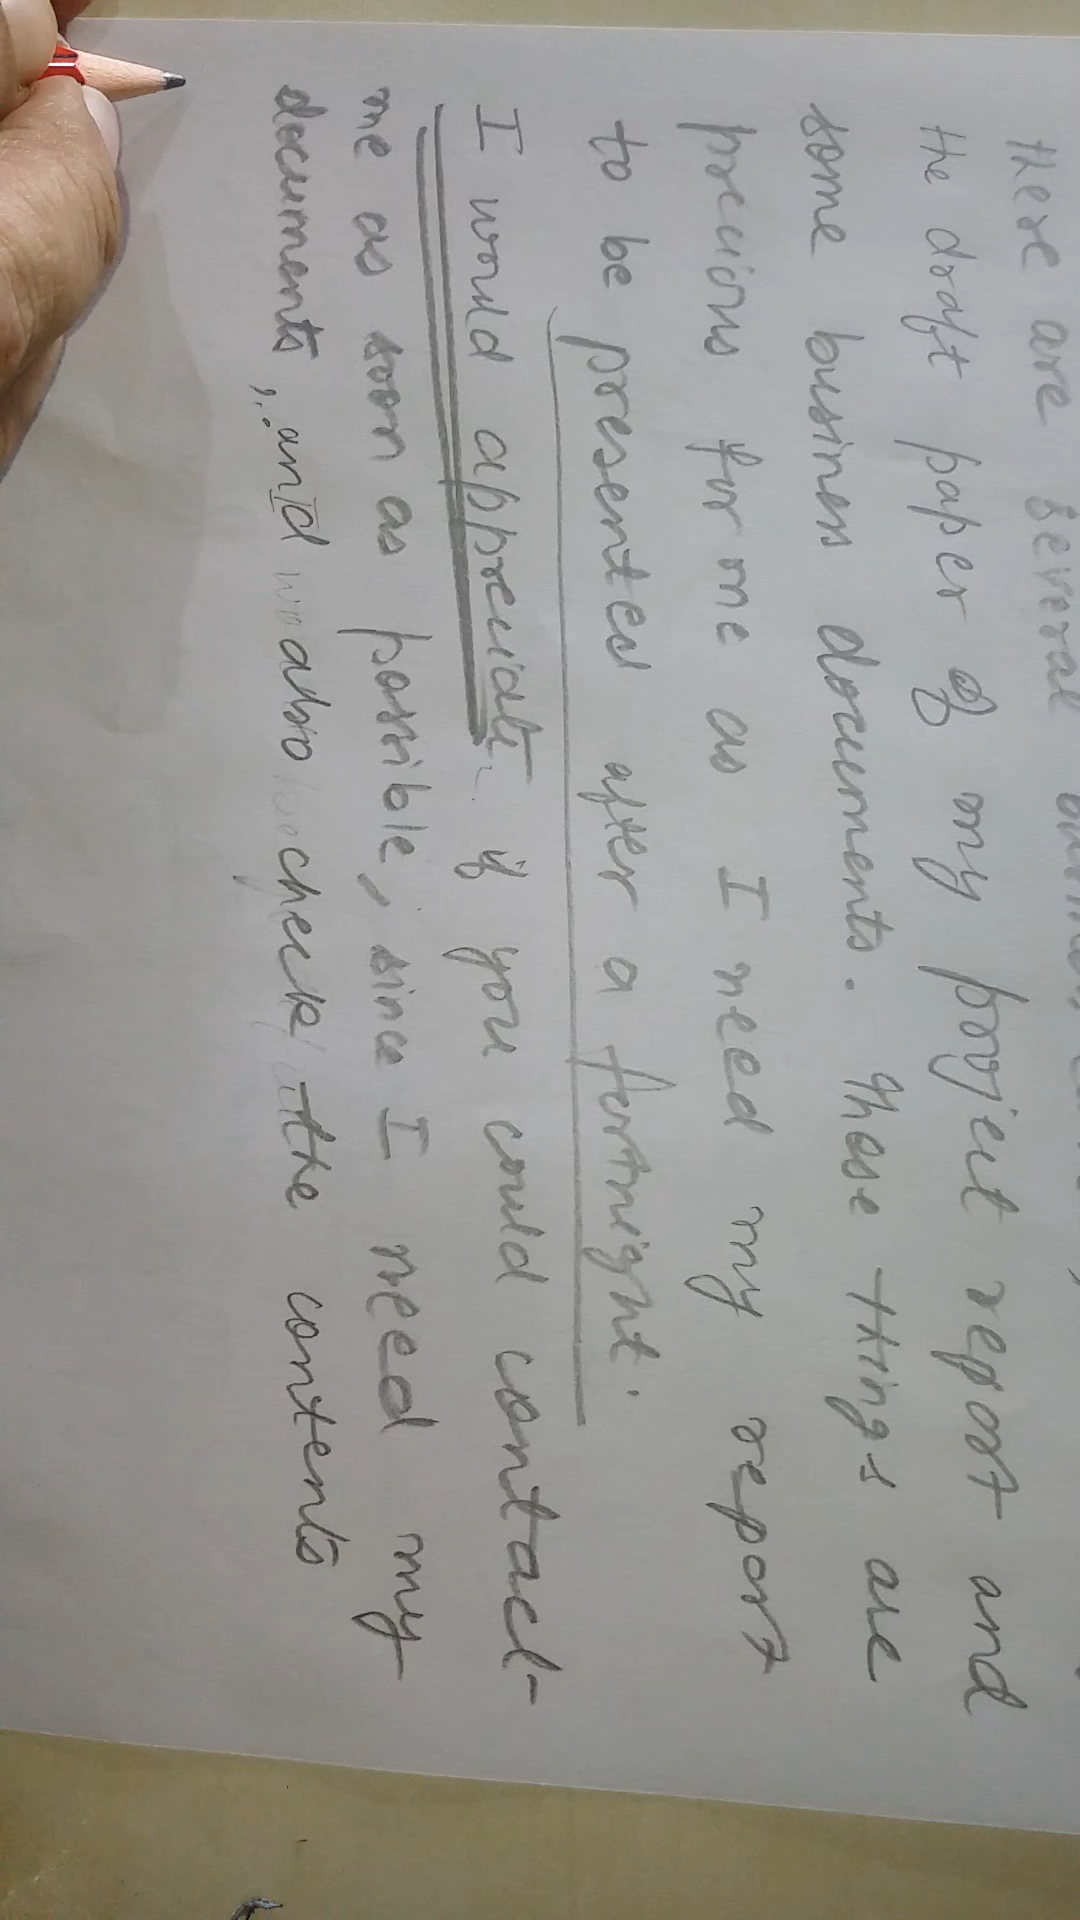 there are several
the draft paper of my project report and
some business documents. Those things are
precious for me as I need my report
to be presented after a fortnight.
I would appreciate if you could contact
me as soon as possible, since I need my
documents, and also check the contents